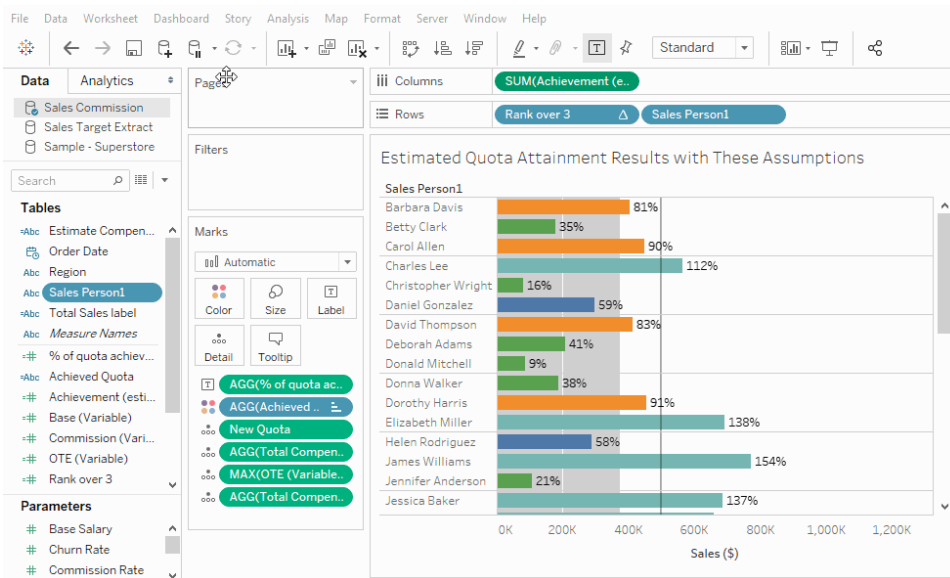 File Data Worksheet Dashboard Story Analysis Map Format Server Window Help
Standard
Data Analytics
Sales Commission
Sales Target Extract
Sample - Superstore
Search
Tables
Abc Estimate Compen...
Order Date
Abc Region
Abc Sales Person1
=Abc Total Sales label
Abc Measure Names
=# % of quota achiev...
=Abc Achieved Quota
=# Achievement (esti...
=# Base (Variable)
=# Commission (Vari...
=# OTE (Variable)
=# Rank over 3
Parameters
# Base Salary
# Churn Rate
# Commission Rate
Pages
Filters
Marks
Automatic
Color Size Label
Detail Tooltip
AGG(% of quota ac..
AGG(Achieved ..
New Quota
AGG(Total Compen..
MAX(OTE (Variable..
AGG(Total Compen..
Columns SUM(Achievement (e..
Rows Rank over 3 Δ Sales Person1
Estimated Quota Attainment Results with These Assumptions
Sales Person1
Barbara Davis 81%
Betty Clark 35%
Carol Allen 90%
Charles Lee 112%
Christopher Wright 16%
Daniel Gonzalez 59%
David Thompson 83%
Deborah Adams 41%
Donald Mitchell 9%
Donna Walker 38%
Dorothy Harris 91%
Elizabeth Miller 138%
Helen Rodriguez 58%
James Williams 154%
Jennifer Anderson 21%
Jessica Baker 137%
0K 200K 400K 600K 800K 1,000K 1,200K
Sales ($)